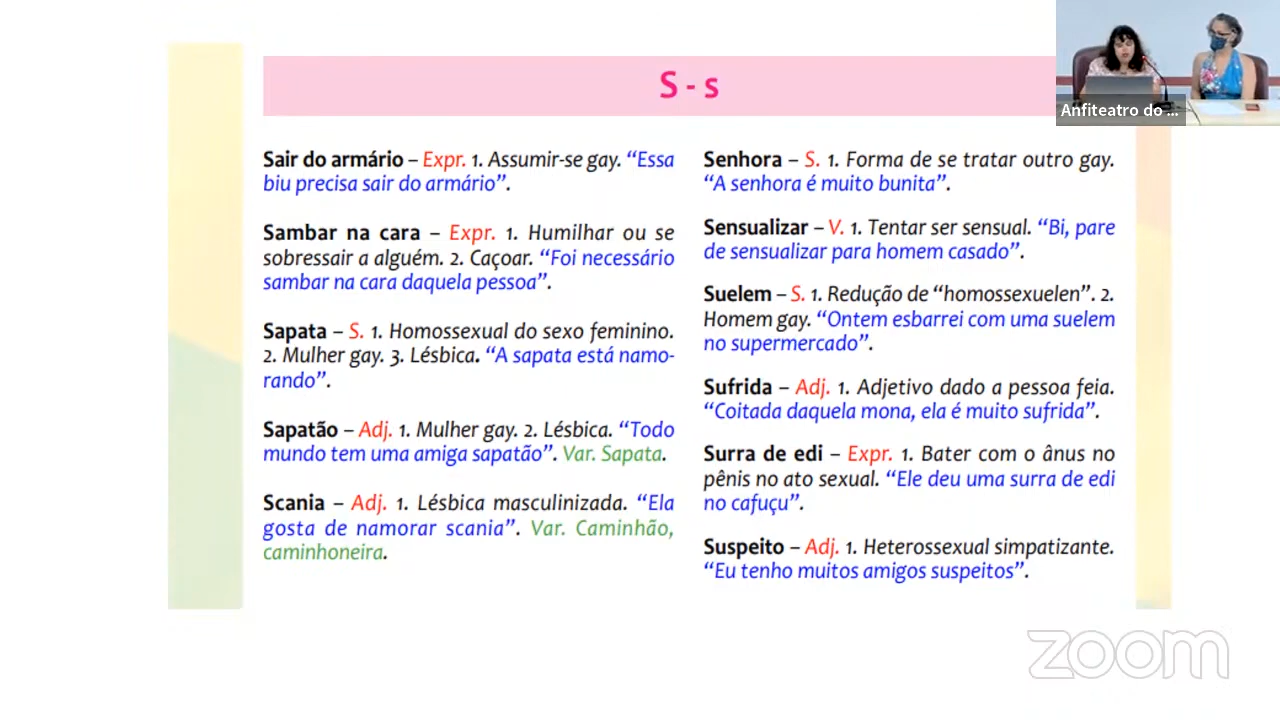 S - s
Sair do armário – Expr. 1. Assumir-se gay. “Essa
biu precisa sair do armário”.
Sambar na cara – Expr. 1. Humilhar ou se
sobressair a alguém. 2. Caçoar. “Foi necessário
sambar na cara daquela pessoa”.
Sapata – S. 1. Homossexual do sexo feminino.
2. Mulher gay. 3. Lésbica. “A sapata está namo-
rando”.
Sapatão – Adj. 1. Mulher gay. 2. Lésbica. “Todo
mundo tem uma amiga sapatão”. Var. Sapata.
Scania – Adj. 1. Lésbica masculinizada. “Ela
gosta de namorar scania”. Var. Caminhão,
caminhoneira.
Senhora – S. 1. Forma de se tratar outro gay.
“A senhora é muito bunita”.
Sensualizar – V. 1. Tentar ser sensual. “Bi, pare
de sensualizar para homem casado”.
Suelem – S. 1. Redução de “homossexuelen”. 2.
Homem gay. “Ontem esbarrei com uma suelem
no supermercado”.
Sufrida – Adj. 1. Adjetivo dado a pessoa feia.
“Coitada daquela mona, ela é muito sufrida”.
Surra de edi – Expr. 1. Bater com o ânus no
pênis no ato sexual. “Ele deu uma surra de edi
no cafuçu”.
Suspeito – Adj. 1. Heterossexual simpatizante.
“Eu tenho muitos amigos suspeitos”.
Anfiteatro do ...
zoom